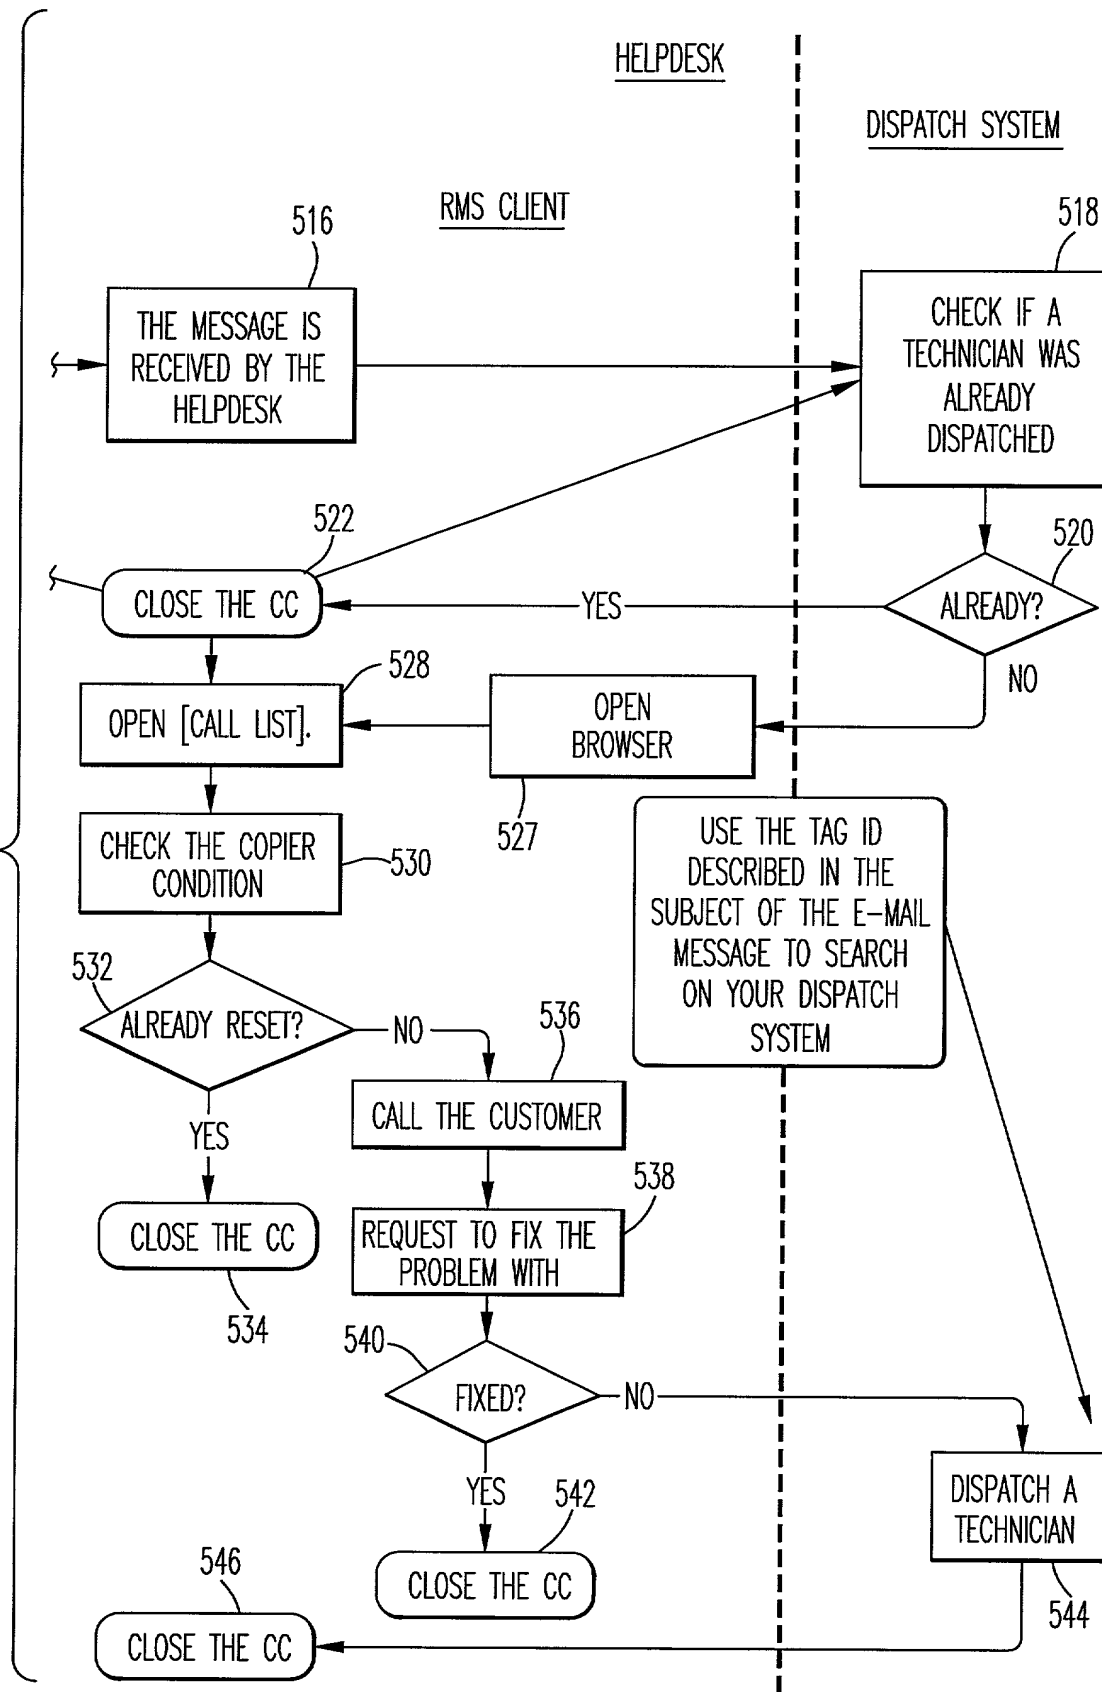 HELPDESK
DISPATCH SYSTEM
RMS CLIENT
516
518
THE MESSAGE IS
RECEIVED BY THE
HELPDESK
CHECK IF A
TECHNICIAN WAS
ALREADY
DISPATCHED
522
520
CLOSE THE CC
YES
ALREADY?
NO
528
OPEN [CALL LIST].
OPEN
BROWSER
527
CHECK THE COPIER
CONDITION
530
USE THE TAG ID
DESCRIBED IN THE
SUBJECT OF THE E-MAIL
MESSAGE TO SEARCH
ON YOUR DISPATCH
SYSTEM
532
ALREADY RESET?
NO
536
CALL THE CUSTOMER
YES
538
CLOSE THE CC
REQUEST TO FIX THE
PROBLEM WITH
534
540
FIXED?
NO
YES
542
DISPATCH A
TECHNICIAN
544
CLOSE THE CC
546
CLOSE THE CC